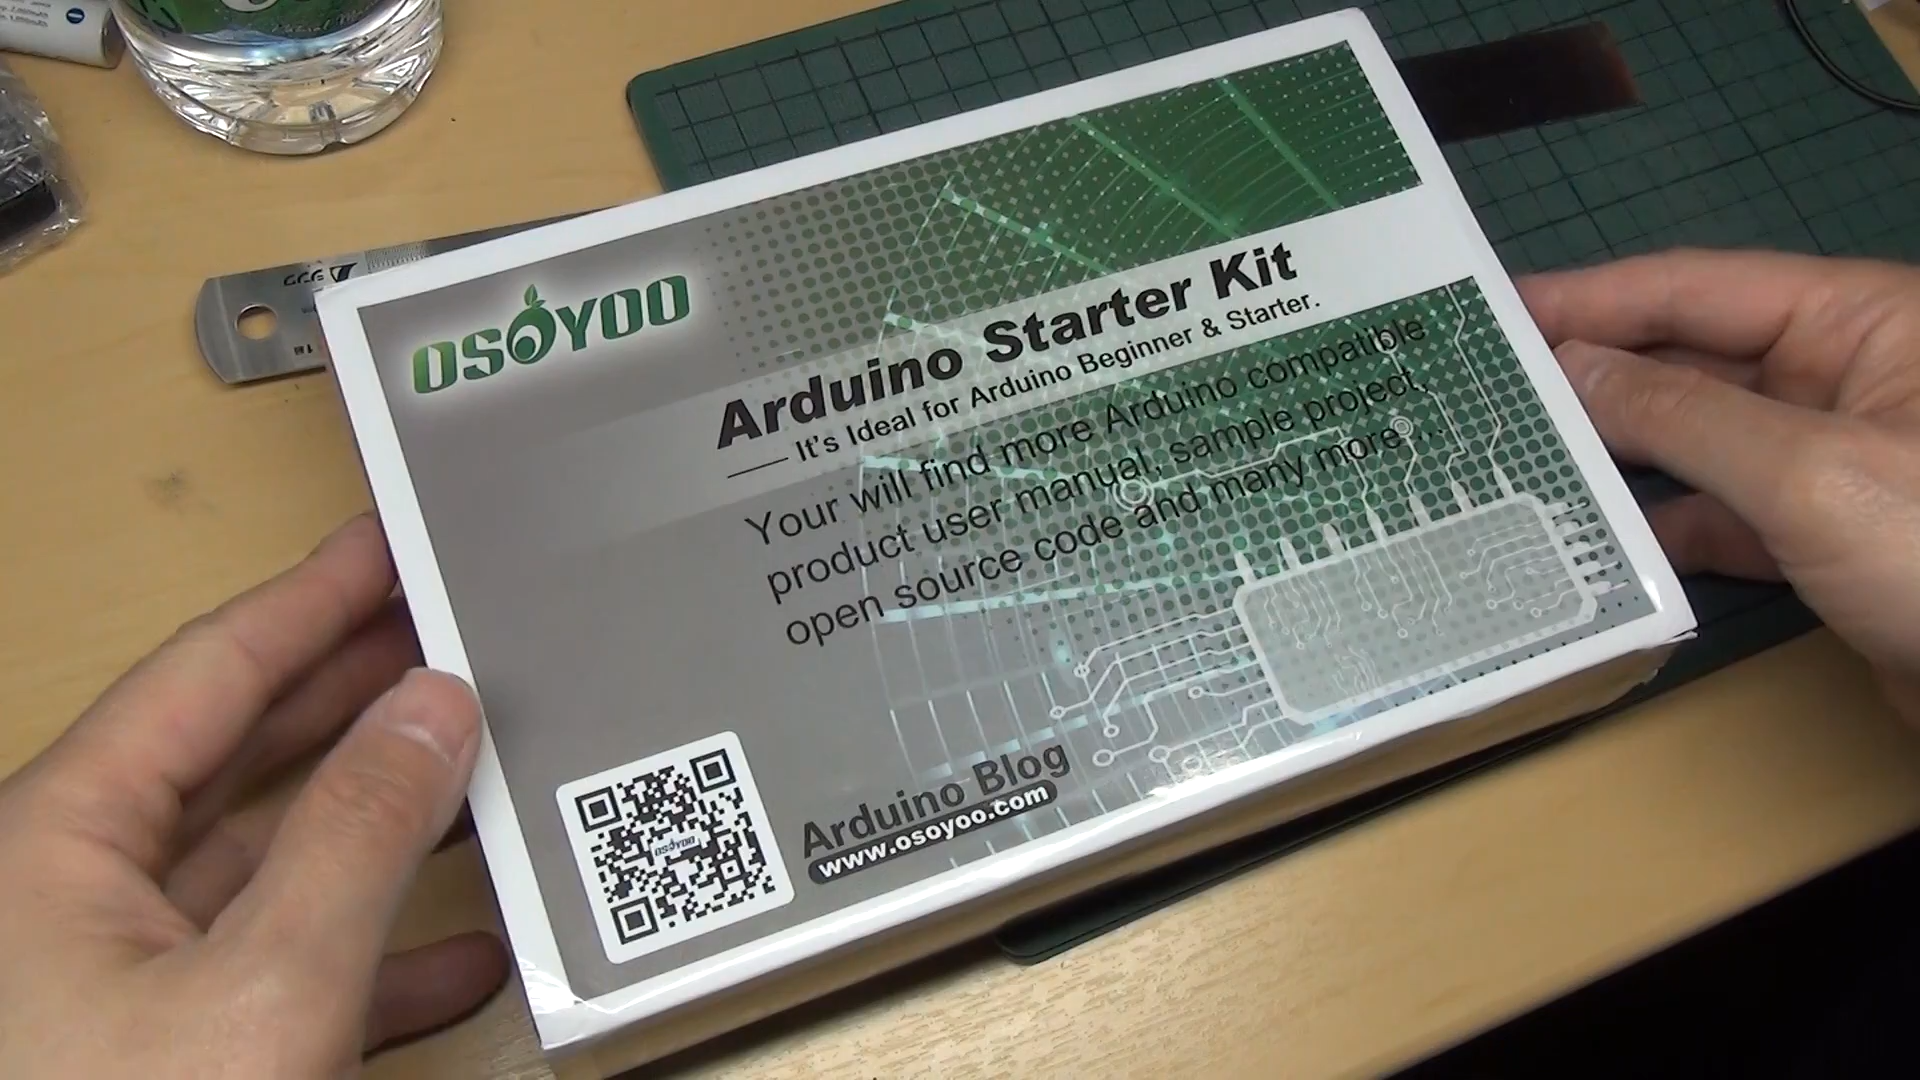 OSOYOO
Arduino Starter Kit
—— It's Ideal for Arduino Beginner & Starter.
Your will find more Arduino compatible
product user manual, sample project,
open source code and many more ...
Arduino Blog
www.osoyoo.com
OSOYOO